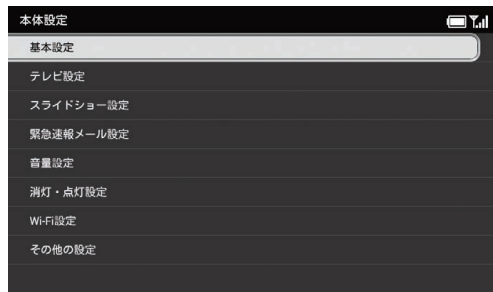 本体設定
基本設定
テレビ設定
スライドショー設定
緊急速報メール設定
音量設定
消灯・点灯設定
Wi-Fi設定
その他の設定